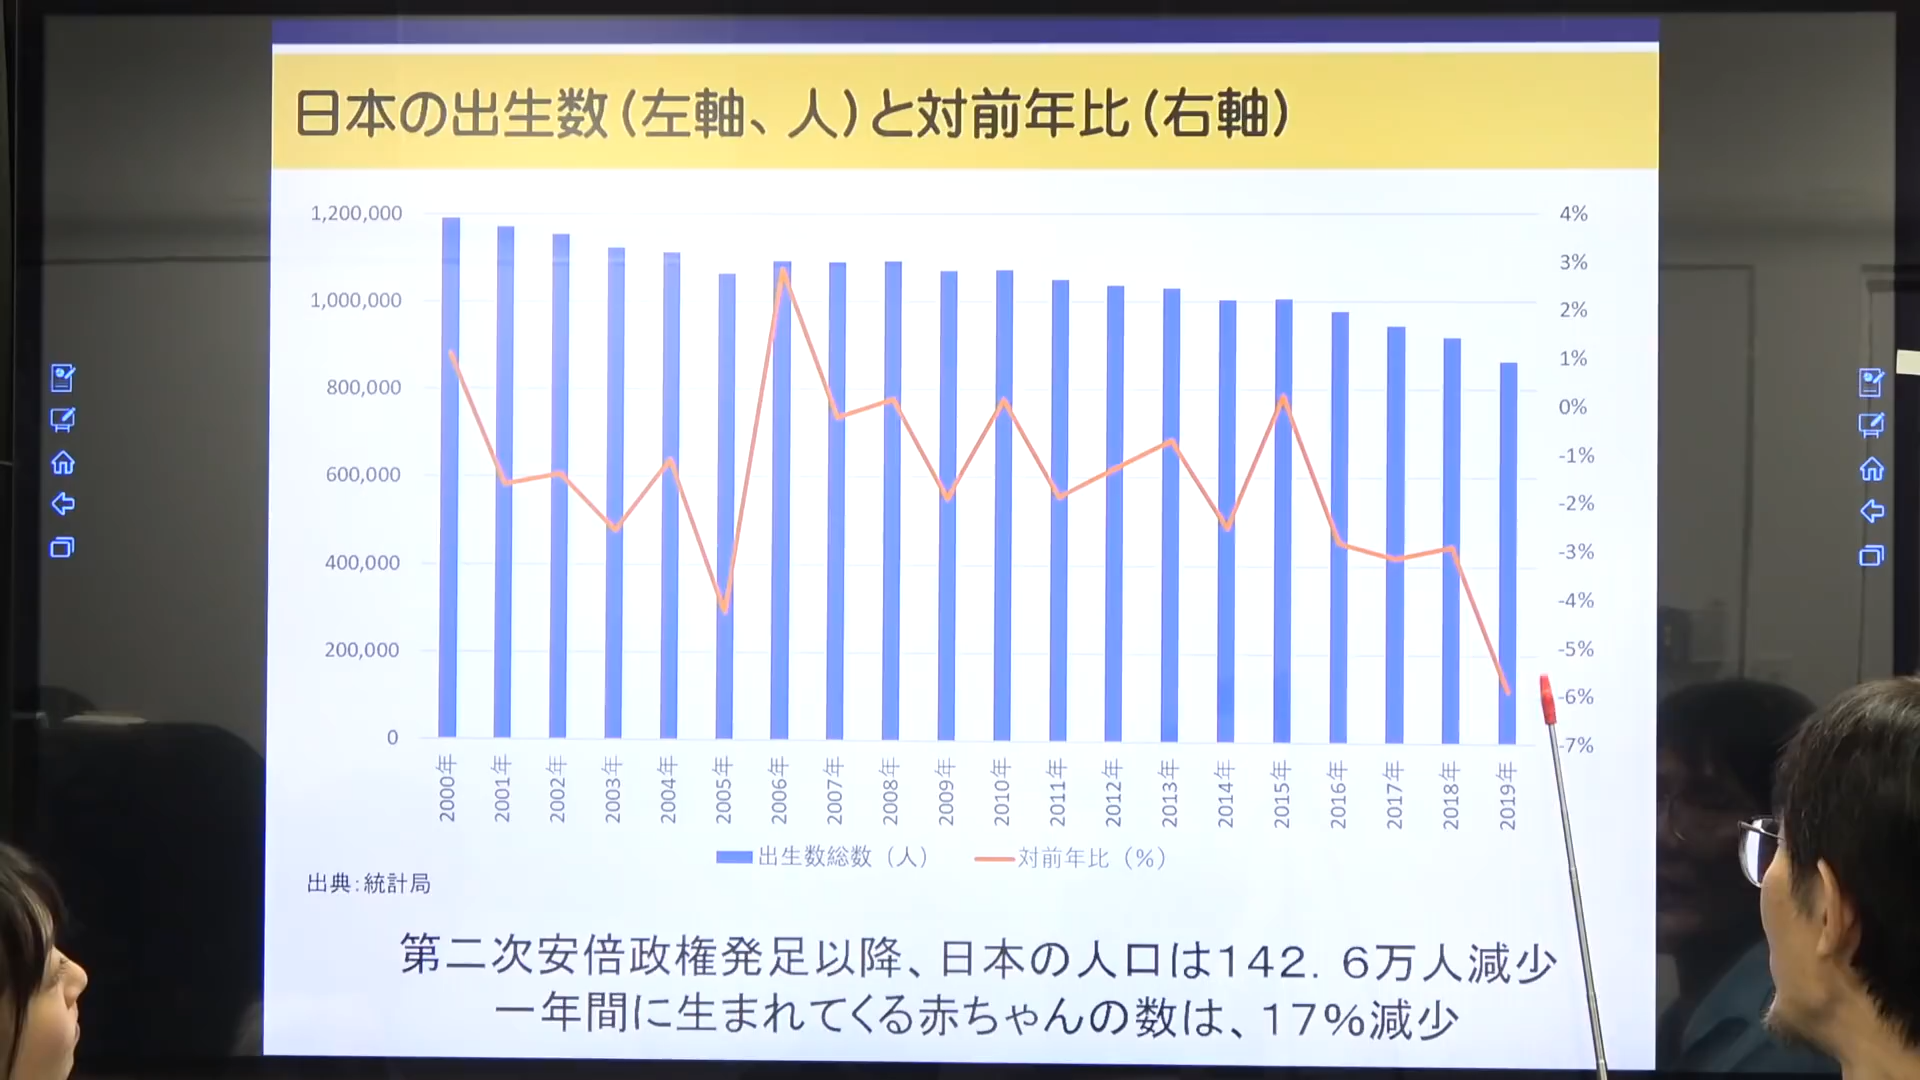 日本の出生数（左軸、人）と対前年比（右軸）
1,200,000
1,000,000
800,000
600,000
400,000
200,000
0
4%
3%
2%
1%
0%
-1%
-2%
-3%
-4%
-5%
-6%
-7%
2000年
2001年
2002年
2003年
2004年
2005年
2006年
2007年
2008年
2009年
2010年
2011年
2012年
2013年
2014年
2015年
2016年
2017年
2018年
2019年
出生数総数（人）
対前年比（%）
出典：統計局
第二次安倍政権発足以降、日本の人口は１４２．６万人減少
一年間に生まれてくる赤ちゃんの数は、１７％減少